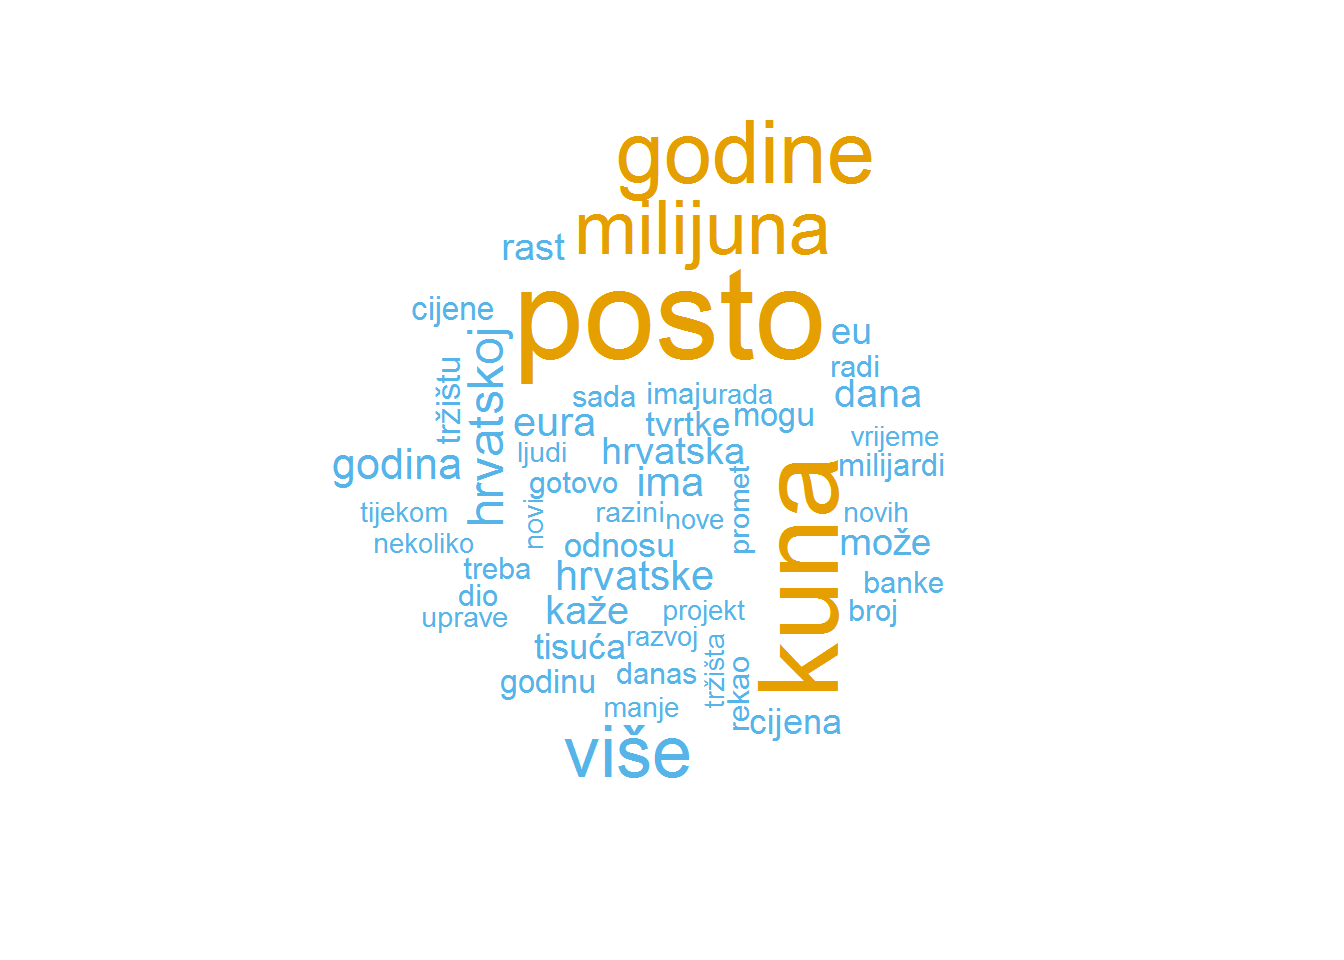 godine
milijuna
rast
posto
cijene
eu
hrvatskoj
tržištu
radi
dana
sada
imaju
rada
eura
tvrtke
mogu
vrijeme
ljudi
hrvatska
godina
milijardi
gotovo
ima
kuna
promet
tijekom
novi
razini
nove
novih
nekoliko
odnosu
može
treba
hrvatske
banke
dio
uprave
kaže
projekt
broj
tisuća
razvoj
tržišta
rekao
godinu
danas
manje
cijena
više